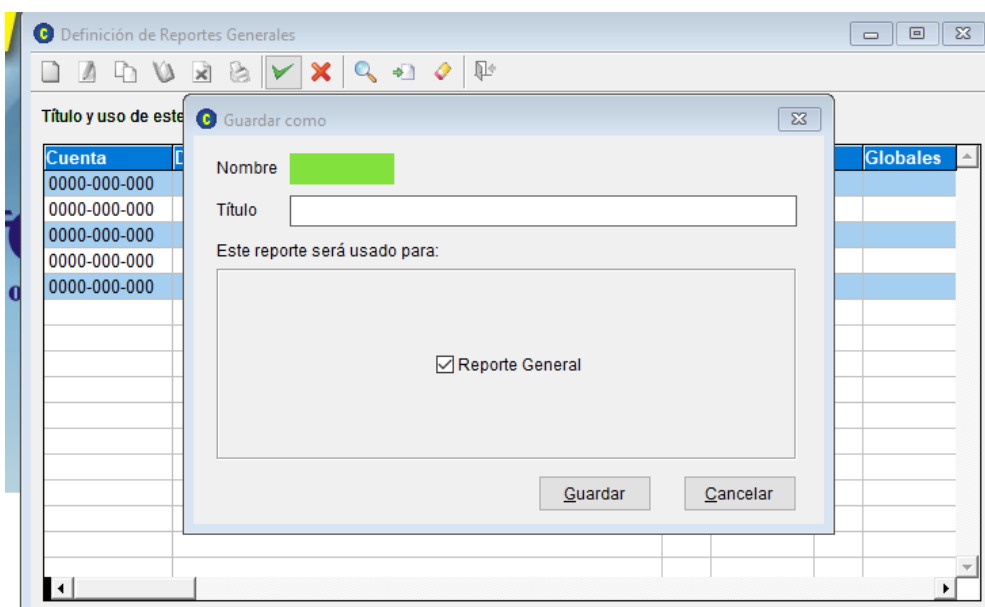 Definición de Reportes Generales
Título y uso de este
Guardar como
Cuenta
Globales
Nombre
0000-000-000
0000-000-000
Título
0000-000-000
Este reporte será usado para:
0000-000-000
0000-000-000
Reporte General
Guardar
Cancelar